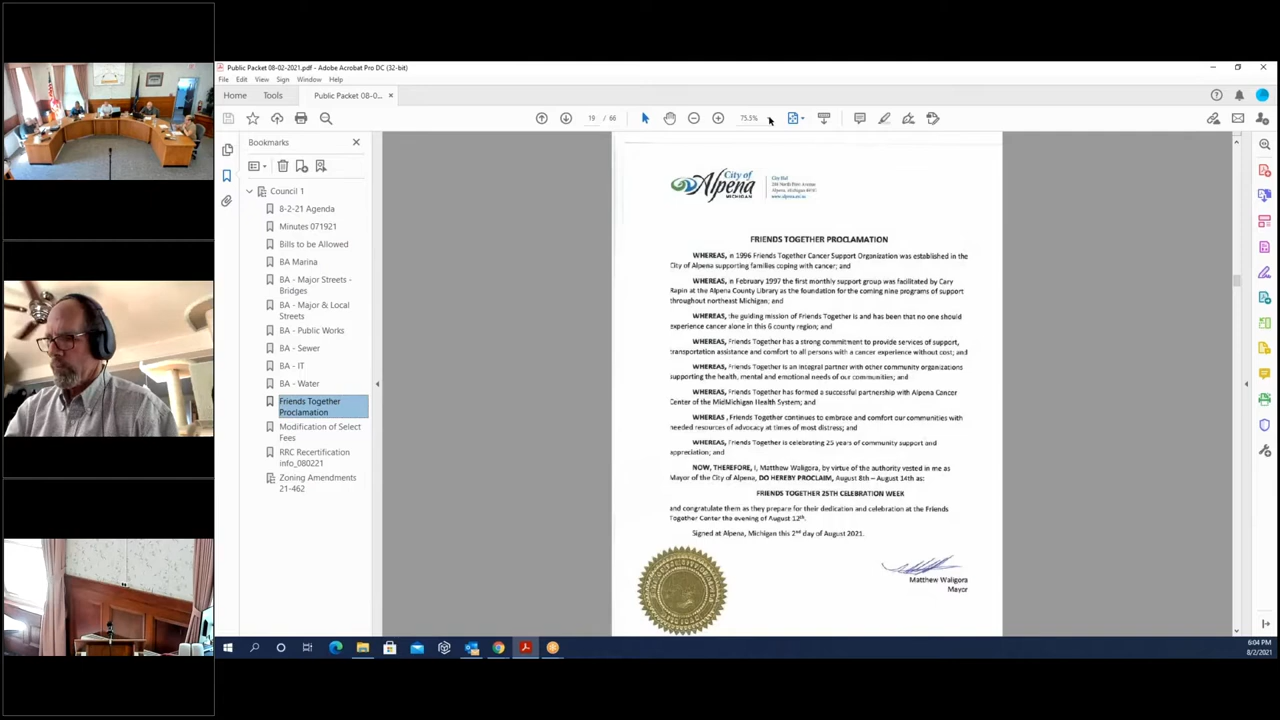 Public Packet 08-02-2021.pdf - Adobe Acrobat Pro DC (32-bit)
File Edit View Sign Window Help
Home Tools Public Packet 08-0... ×
19 / 66 75.5%
Bookmarks
Council 1
8-2-21 Agenda
Minutes 071921
Bills to be Allowed
BA Marina
BA - Major Streets -
Bridges
BA - Major & Local
Streets
BA - Public Works
BA - Sewer
BA - IT
BA - Water
Friends Together
Proclamation
Modification of Select
Fees
RRC Recertification
info_080221
Zoning Amendments
21-462
City of
Alpena
MICHIGAN
City Hall
208 North First Avenue
Alpena, Michigan 49707
www.alpena.mi.us
FRIENDS TOGETHER PROCLAMATION
WHEREAS, in 1996 Friends Together Cancer Support Organization was established in the
City of Alpena supporting families coping with cancer; and
WHEREAS, in February 1997 the first monthly support group was facilitated by Cary
Rapin at the Alpena County Library as the foundation for the coming nine programs of support
throughout northeast Michigan; and
WHEREAS, the guiding mission of Friends Together is and has been that no one should
experience cancer alone in this 6 county region; and
WHEREAS, Friends Together has a strong commitment to provide services of support,
transportation assistance and comfort to all persons with a cancer experience without cost; and
WHEREAS, Friends Together is an integral partner with other community organizations
supporting the health, mental and emotional needs of our communities; and
WHEREAS, Friends Together has formed a successful partnership with Alpena Cancer
Center of the MidMichigan Health System; and
WHEREAS , Friends Together continues to embrace and comfort our communities with
needed resources of advocacy at times of most distress; and
WHEREAS, Friends Together is celebrating 25 years of community support and
appreciation; and
NOW, THEREFORE, I, Matthew Waligora, by virtue of the authority vested in me as
Mayor of the City of Alpena, DO HEREBY PROCLAIM, August 8th – August 14th as:
FRIENDS TOGETHER 25TH CELEBRATION WEEK
and congratulate them as they prepare for their dedication and celebration at the Friends
Together Center the evening of August 12th.
Signed at Alpena, Michigan this 2nd day of August 2021.
Matthew Waligora
Mayor
6:04 PM
8/2/2021